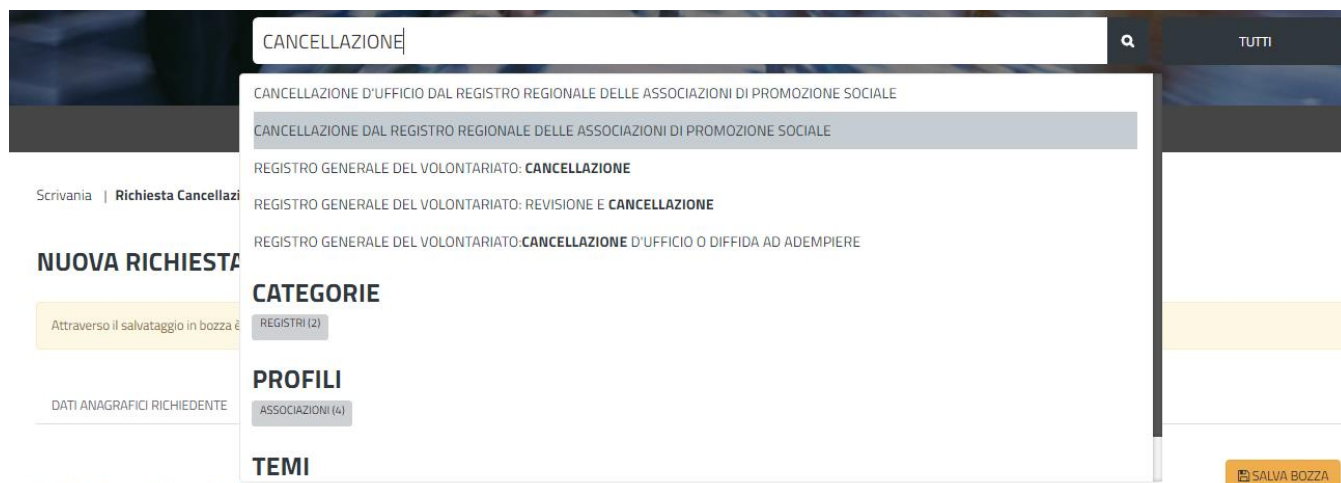 CANCELLAZIONE
TUTTI
CANCELLAZIONE D'UFFICIO DAL REGISTRO REGIONALE DELLE ASSOCIAZIONI DI PROMOZIONE SOCIALE
CANCELLAZIONE DAL REGISTRO REGIONALE DELLE ASSOCIAZIONI DI PROMOZIONE SOCIALE
REGISTRO GENERALE DEL VOLONTARIATO: CANCELLAZIONE
Scrivania | Richiesta Cancellazi
REGISTRO GENERALE DEL VOLONTARIATO: REVISIONE E CANCELLAZIONE
REGISTRO GENERALE DEL VOLONTARIATO:CANCELLAZIONE D'UFFICIO O DIFFIDA AD ADEMPIERE
NUOVA RICHIESTA
CATEGORIE
Attraverso il salvataggio in bozza è
REGISTRI (2)
PROFILI
DATI ANAGRAFICI RICHIEDENTE
ASSOCIAZIONI (4)
TEMI
SALVA BOZZA